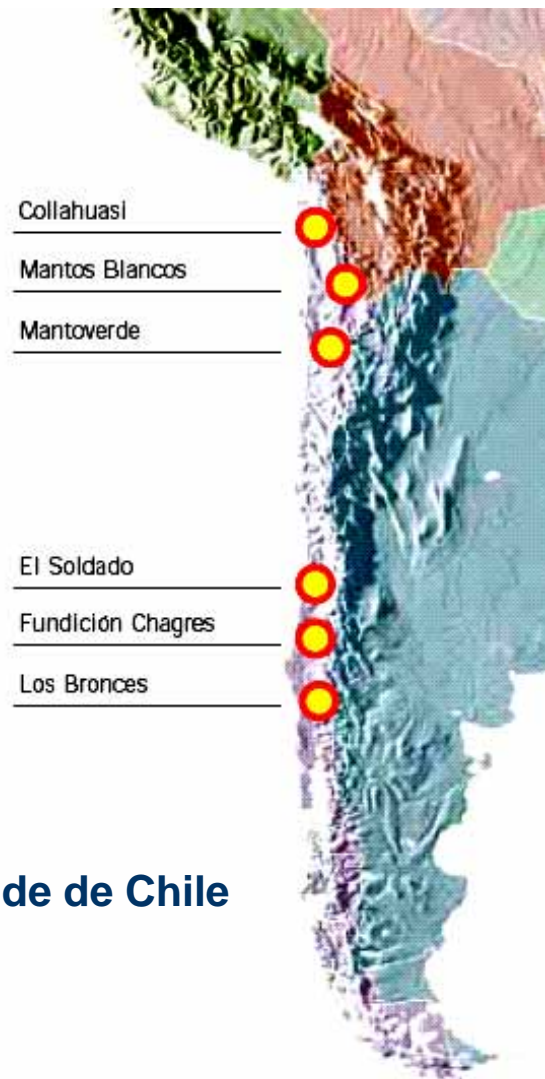 Collahuasi
Mantos Blancos
Mantoverde
El Soldado
Fundición Chagres
Los Bronces
de de Chile